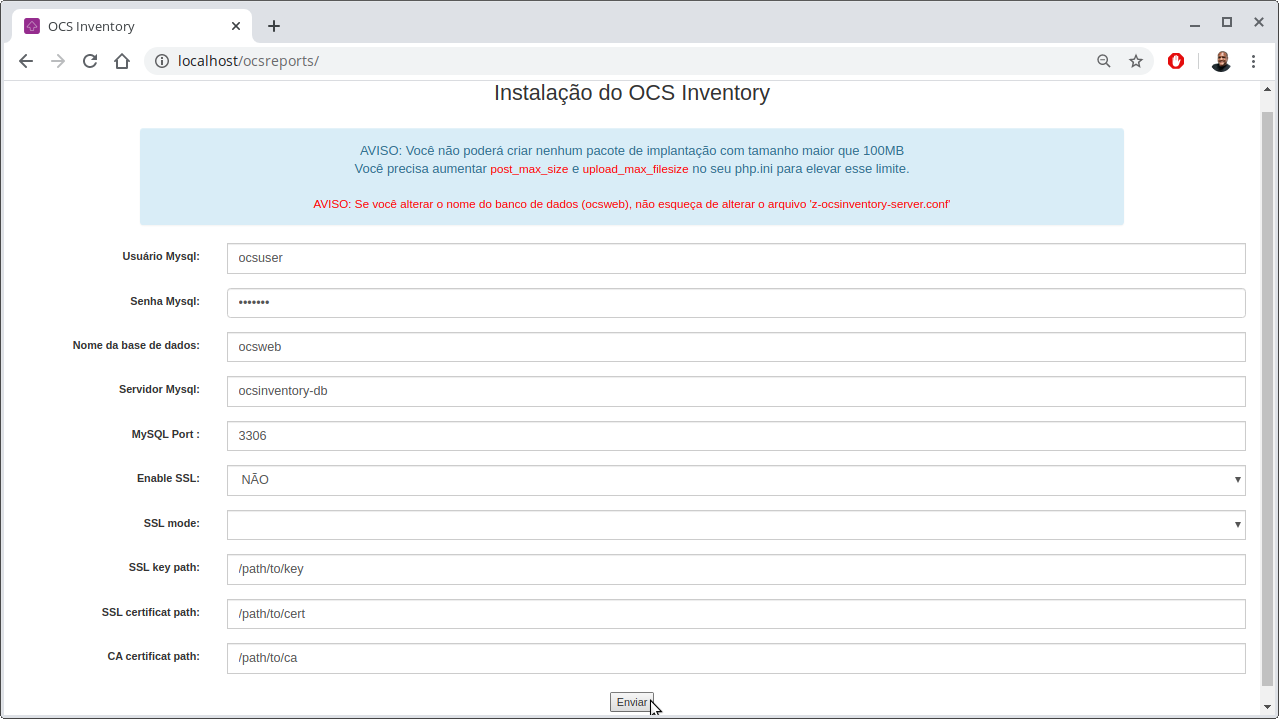 OCS Inventory
localhost/ocsreports/
Instalação do OCS Inventory
AVISO: Você não poderá criar nenhum pacote de implantação com tamanho maior que 100MB
Você precisa aumentar post_max_size e upload_max_filesize no seu php.ini para elevar esse limite.
AVISO: Se você alterar o nome do banco de dados (ocsweb), não esqueça de alterar o arquivo 'z-ocsinventory-server.conf'
Usuário Mysql: ocsuser
Senha Mysql: •••••••
Nome da base de dados: ocsweb
Servidor Mysql: ocsinventory-db
MySQL Port : 3306
Enable SSL: NÃO
SSL mode:
SSL key path: /path/to/key
SSL certificat path: /path/to/cert
CA certificat path: /path/to/ca
Enviar